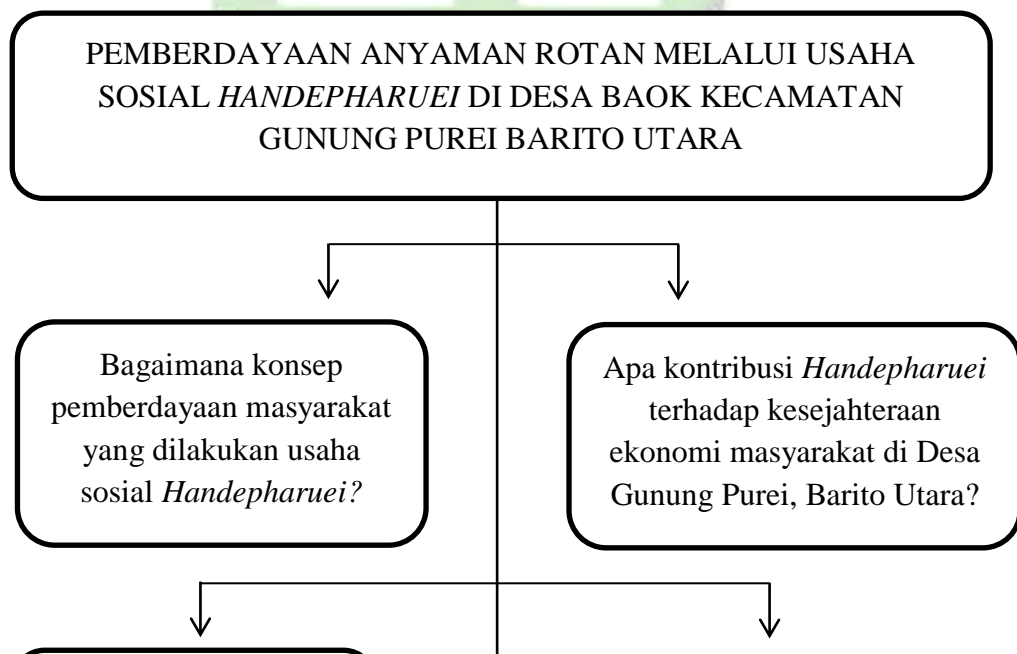 PEMBERDAYAAN ANYAMAN ROTAN MELALUI USAHA
SOSIAL HANDEPHARUEI DI DESA BAOK KECAMATAN
GUNUNG PUREI BARITO UTARA
Bagaimana konsep
pemberdayaan masyarakat
yang dilakukan usaha
sosial Handepharuei?
Apa kontribusi Handepharuei
terhadap kesejahteraan
ekonomi masyarakat di Desa
Gunung Purei, Barito Utara?